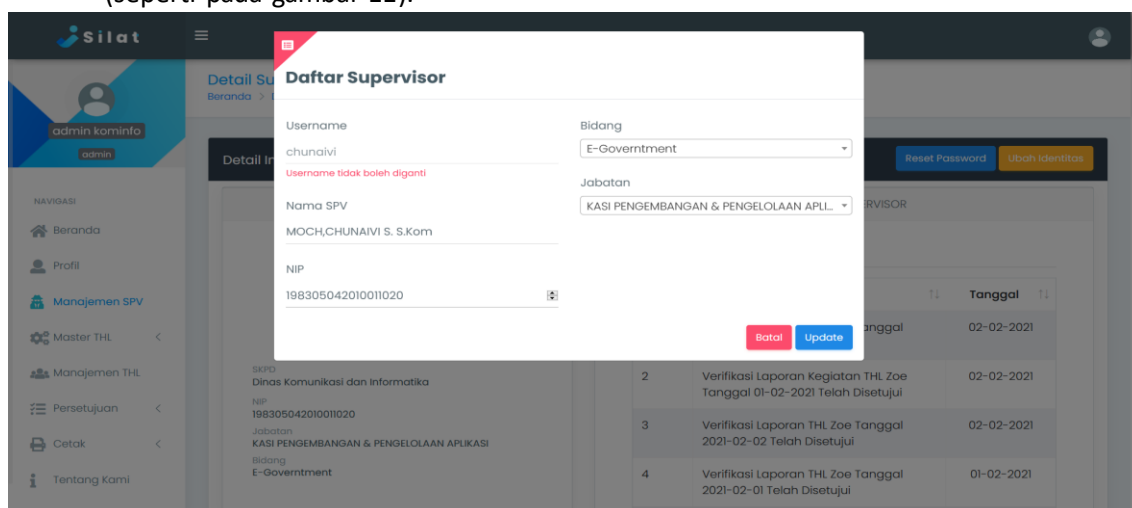 (seperti pada gambar 22).
Silat
admin kominfo
admin
NAVIGASI
Beranda
Profil
Manajemen SPV
Master THL
Manajemen THL
Persetujuan
Cetak
Tentang Kami
Detail Su
Beranda >
Detail In
Reset Password
Ubah Identitas
Daftar Supervisor
Username
chunaivi
Username tidak boleh diganti
Nama SPV
MOCH,CHUNAIVI S. S.Kom
NIP
198305042010011020
Bidang
E-Governtment
Jabatan
KASI PENGEMBANGAN & PENGELOLAAN APLI...
Batal
Update
RVISOR
Tanggal
anggal
02-02-2021
SKPD
Dinas Komunikasi dan Informatika
NIP
198305042010011020
Jabatan
KASI PENGEMBANGAN & PENGELOLAAN APLIKASI
Bidang
E-Governtment
2
Verifikasi Laporan Kegiatan THL Zoe
Tanggal 01-02-2021 Telah Disetujui
02-02-2021
3
Verifikasi Laporan THL Zoe Tanggal
2021-02-02 Telah Disetujui
02-02-2021
4
Verifikasi Laporan THL Zoe Tanggal
2021-02-01 Telah Disetujui
01-02-2021